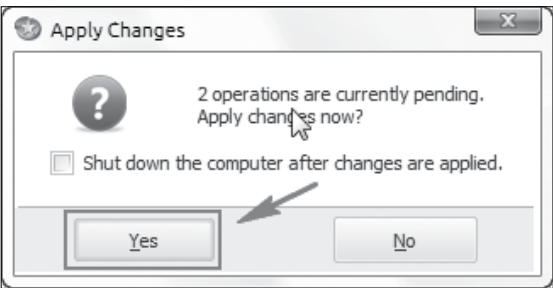 Apply Changes
2 operations are currently pending.
Apply changes now?
Shut down the computer after changes are applied.
Yes
No